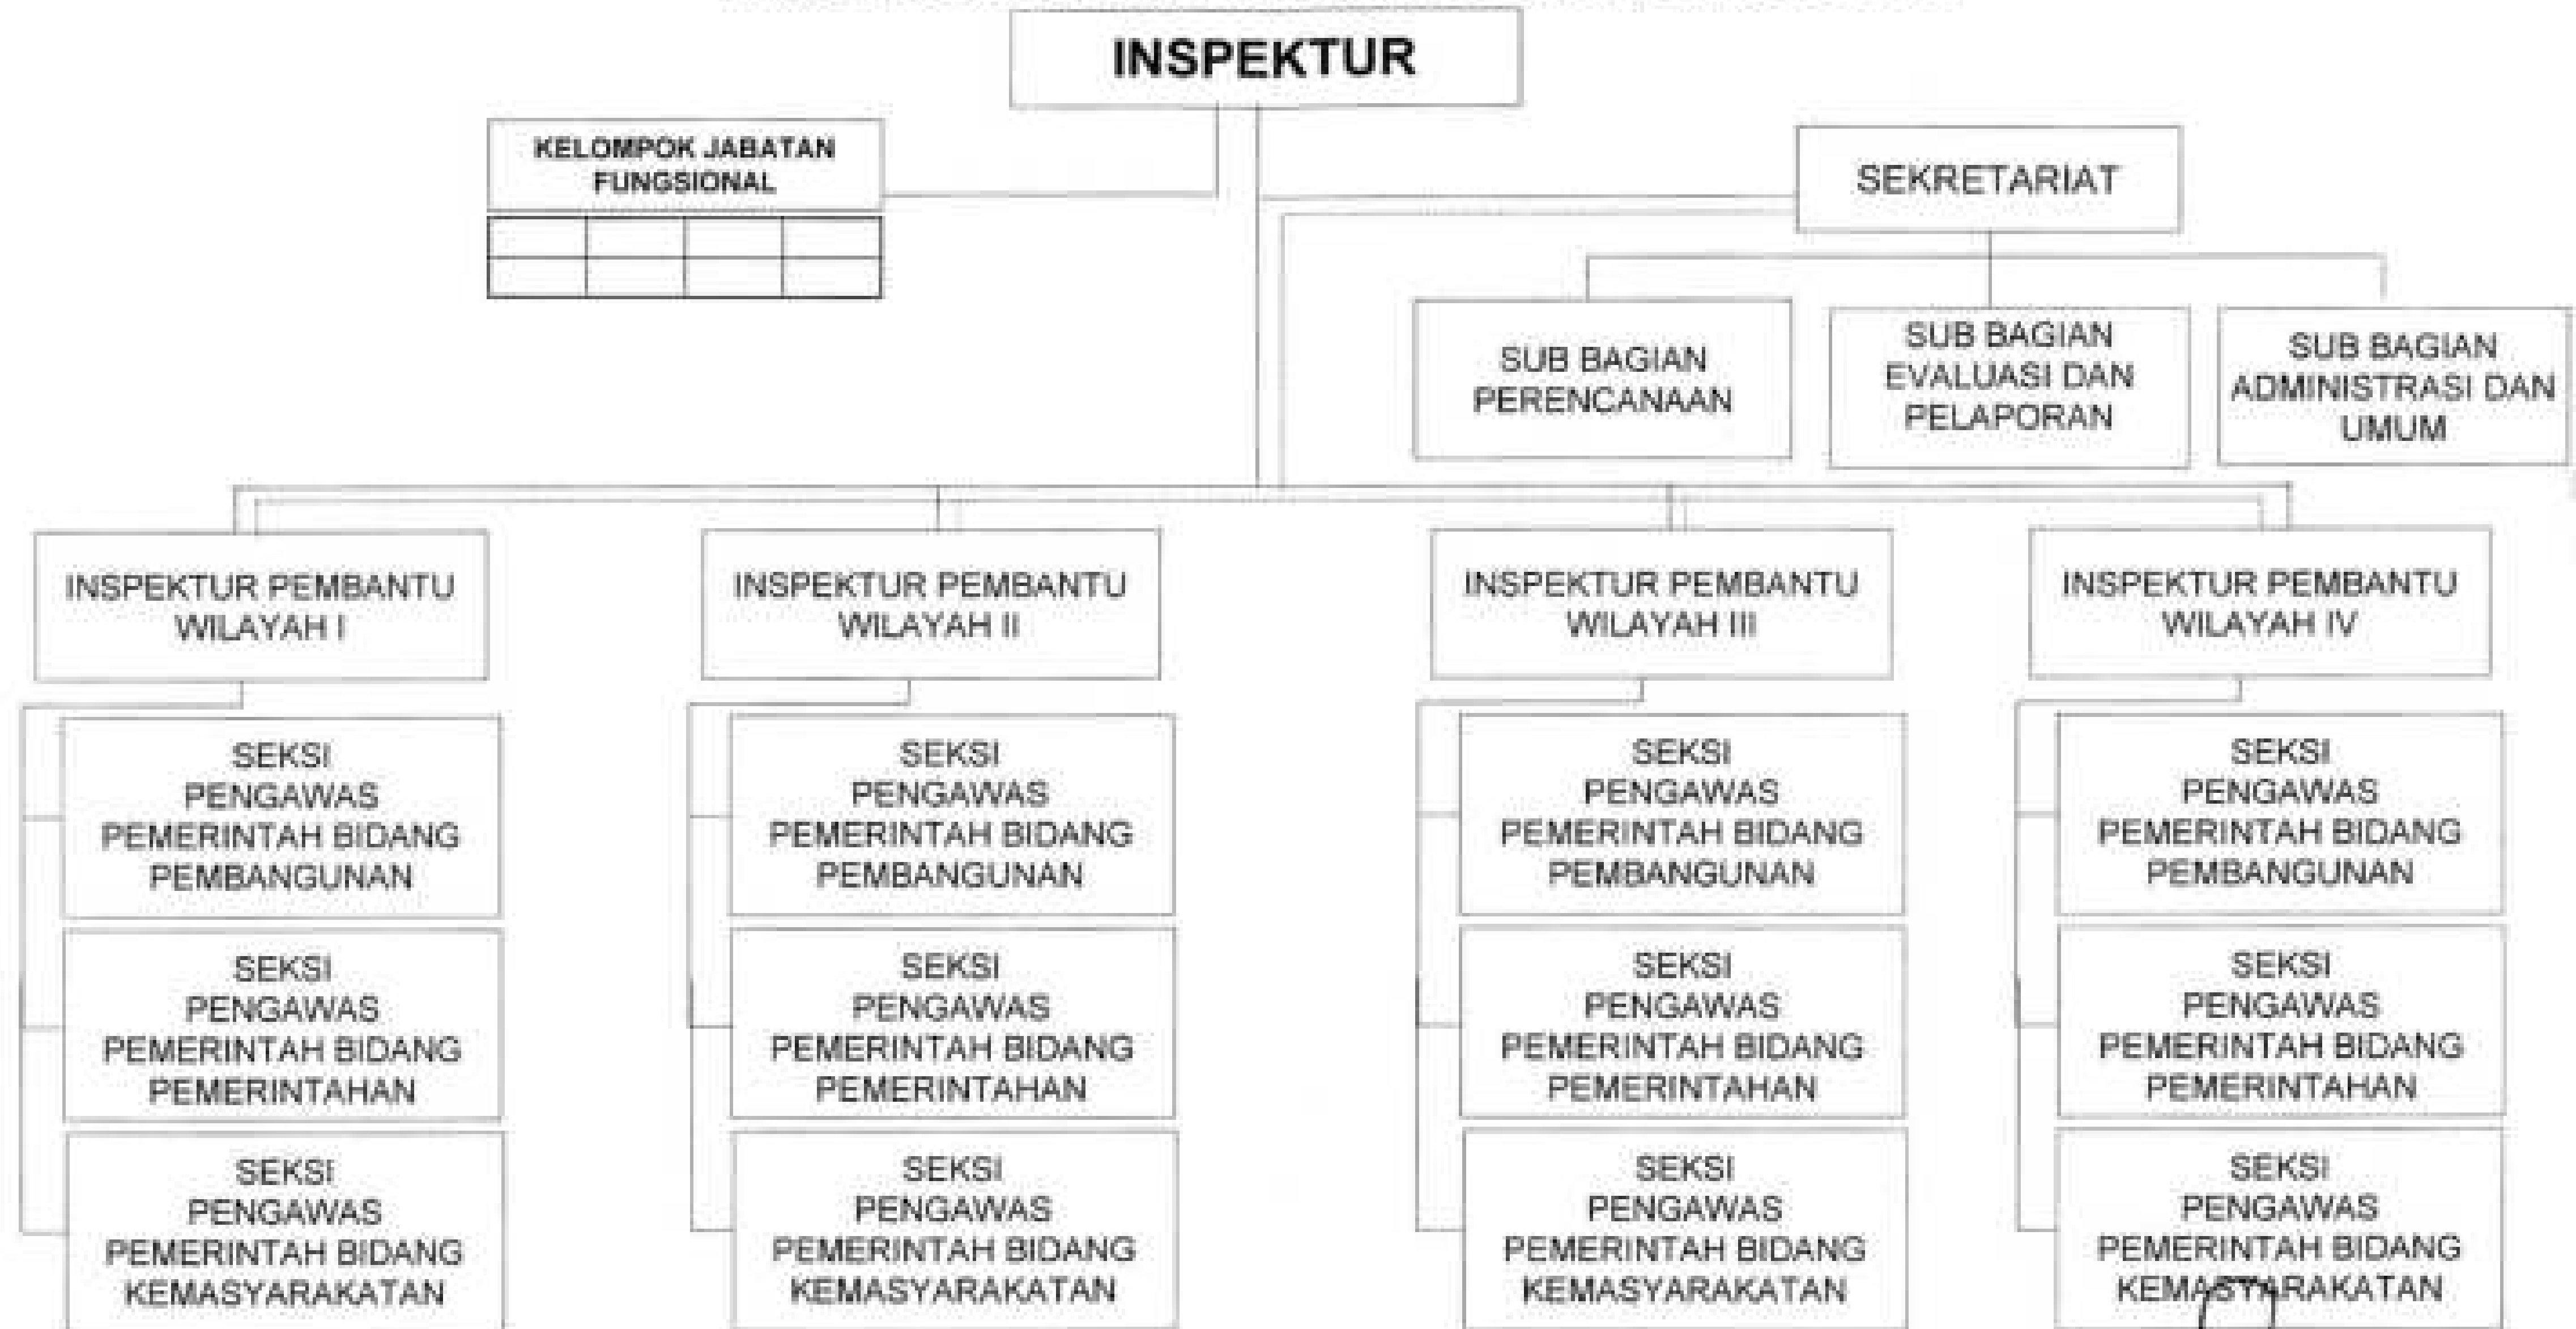 INSPEKTUR
KELOMPOK JABATAN
FUNGSIONAL
SEKRETARIAT
SUB BAGIAN
PERENCANAAN
SUB BAGIAN
EVALUASI DAN
PELAPORAN
SUB BAGIAN
ADMINISTRASI DAN
UMUM
INSPEKTUR PEMBANTU
WILAYAH I
INSPEKTUR PEMBANTU
WILAYAH II
INSPEKTUR PEMBANTU
WILAYAH III
INSPEKTUR PEMBANTU
WILAYAH IV
SEKSI
PENGAWAS
PEMERINTAH BIDANG
PEMBANGUNAN
SEKSI
PENGAWAS
PEMERINTAH BIDANG
PEMBANGUNAN
SEKSI
PENGAWAS
PEMERINTAH BIDANG
PEMBANGUNAN
SEKSI
PENGAWAS
PEMERINTAH BIDANG
PEMBANGUNAN
SEKSI
PENGAWAS
PEMERINTAH BIDANG
PEMERINTAHAN
SEKSI
PENGAWAS
PEMERINTAH BIDANG
PEMERINTAHAN
SEKSI
PENGAWAS
PEMERINTAH BIDANG
PEMERINTAHAN
SEKSI
PENGAWAS
PEMERINTAH BIDANG
PEMERINTAHAN
SEKSI
PENGAWAS
PEMERINTAH BIDANG
KEMASYARAKATAN
SEKSI
PENGAWAS
PEMERINTAH BIDANG
KEMASYARAKATAN
SEKSI
PENGAWAS
PEMERINTAH BIDANG
KEMASYARAKATAN
SEKSI
PENGAWAS
PEMERINTAH BIDANG
KEMASYARAKATAN